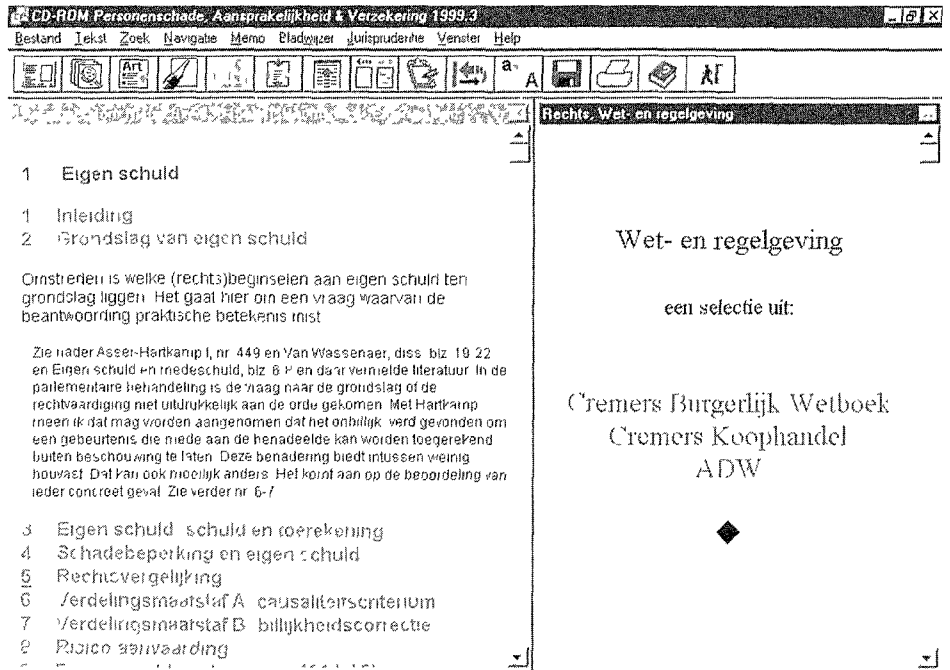 CD-ROM Personenschade, Aansprakelijkheid & Verzekering 1999.3
Bestand Tekst Zoek Navigatie Memo Bladwijzer Jurisprudentie Venster Help
Art
a A
Rechts, Wet- en regelgeving
1 Eigen schuld
1 Inleiding
2 Grondslag van eigen schuld
Omstreden is welke (rechts)beginselen aan eigen schuld ten
grondslag liggen. Het gaat hier om een vraag waarvan de
beantwoording praktische betekenis mist
Zie nader Asser-Hartkamp I, nr. 449 en Van Wassenaer, diss. blz. 19-22
en Eigen schuld en medeschuld, blz. en daar vermelde literatuur. In de
parlementaire behandeling is de vraag naar de grondslag of de
rechtvaardiging niet uitdrukkelijk aan de orde gekomen. Met Hartkamp
meen ik dat mag worden aangenomen dat het onbillijk werd gevonden om
een gebeurtenis die mede aan de benadeelde kan worden toegerekend
buiten beschouwing te laten. Deze benadering biedt intussen weinig
houvast. Dat kan ook moeilijk anders. Het komt aan op de beoordeling van
ieder concreet geval. Zie verder nr. 6-7
3 Eigen schuld schuld en toerekening
4 Schadebeperking en eigen schuld
5 Rechtsvergelijking
6 Verdelingsmaatstaf A causaliteitscriterium
7 Verdelingsmaatstaf B billijkheidscorrectie
8 Risico aanvaarding
Wet- en regelgeving
een selectie uit:
Cremers Burgerlijk Wetboek
Cremers Koophandel
ADW